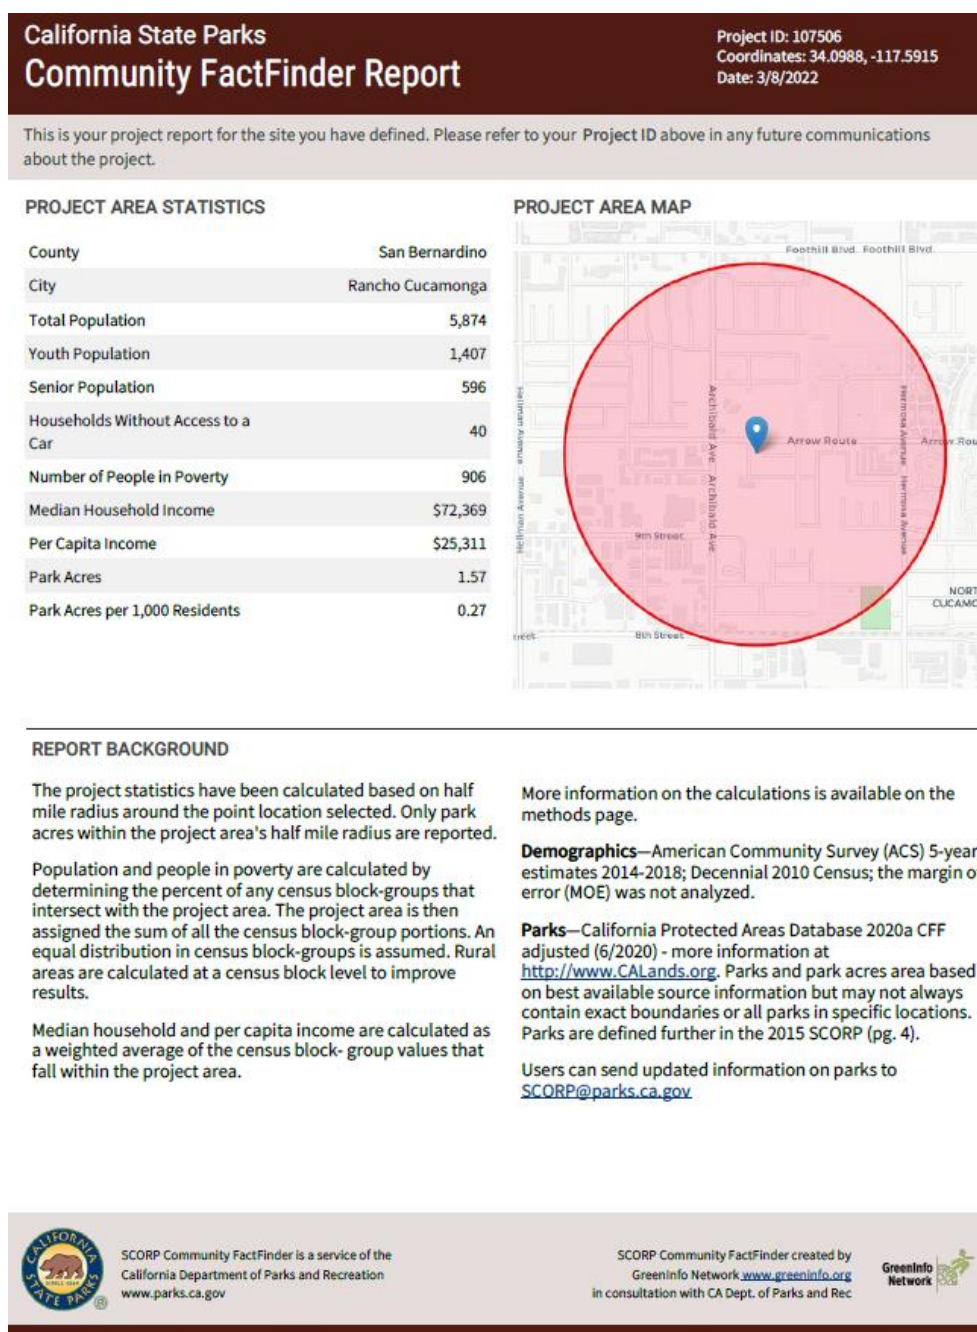 California State Parks
Community FactFinder Report
Project ID: 107506
Coordinates: 34.0988, -117.5915
Date: 3/8/2022
This is your project report for the site you have defined. Please refer to your Project ID above in any future communications
about the project.
PROJECT AREA STATISTICS
County San Bernardino
City Rancho Cucamonga
Total Population 5,874
Youth Population 1,407
Senior Population 596
Households Without Access to a
Car 40
Number of People in Poverty 906
Median Household Income $72,369
Per Capita Income $25,311
Park Acres 1.57
Park Acres per 1,000 Residents 0.27
PROJECT AREA MAP
Foothill Blvd. Foothill Blvd.
Hellman Avenue Hellman Avenue
Archibald Ave. Archibald Ave.
Hermosa Avenue Hermosa Avenue
Arrow Route Arrow Rou
9th Street
NORT
CUCAMO
8th Street
REPORT BACKGROUND
The project statistics have been calculated based on half
mile radius around the point location selected. Only park
acres within the project area's half mile radius are reported.
Population and people in poverty are calculated by
determining the percent of any census block-groups that
intersect with the project area. The project area is then
assigned the sum of all the census block-group portions. An
equal distribution in census block-groups is assumed. Rural
areas are calculated at a census block level to improve
results.
Median household and per capita income are calculated as
a weighted average of the census block- group values that
fall within the project area.
More information on the calculations is available on the
methods page.
Demographics—American Community Survey (ACS) 5-year
estimates 2014-2018; Decennial 2010 Census; the margin o
error (MOE) was not analyzed.
Parks—California Protected Areas Database 2020a CFF
adjusted (6/2020) - more information at
http://www.CALands.org. Parks and park acres area based
on best available source information but may not always
contain exact boundaries or all parks in specific locations.
Parks are defined further in the 2015 SCORP (pg. 4).
Users can send updated information on parks to
SCORP@parks.ca.gov
CALIFORNIA
STATE PARKS
®
SCORP Community FactFinder is a service of the
California Department of Parks and Recreation
www.parks.ca.gov
SCORP Community FactFinder created by
GreenInfo Network www.greeninfo.org
in consultation with CA Dept. of Parks and Rec
GreenInfo
Network